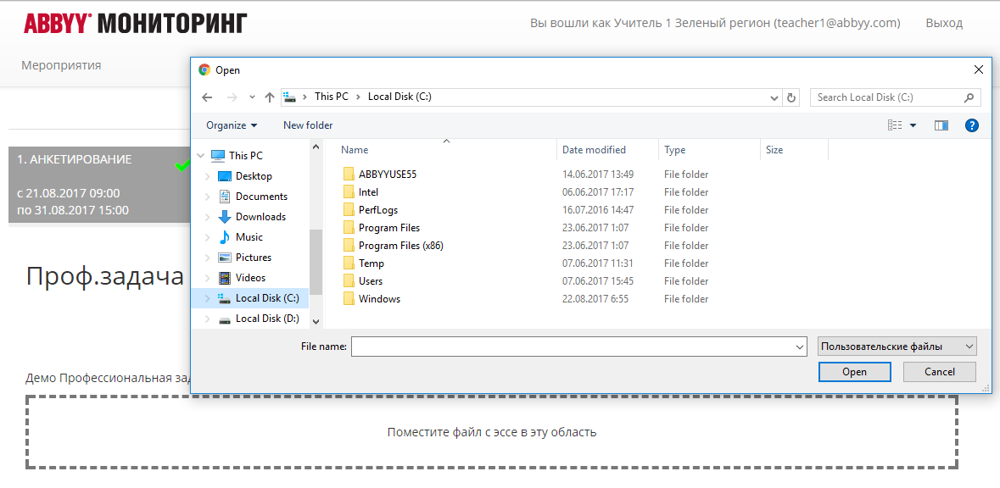 ABBYY® МОНИТОРИНГ
Вы вошли как Учитель 1 Зеленый регион (teacher1@abbyy.com) Выход
Мероприятия
Open
This PC > Local Disk (C:)
Search Local Disk (C:)
Organize
New folder
Name Date modified Type Size
This PC
Desktop
Documents
Downloads
Music
Pictures
Videos
Local Disk (C:)
Local Disk (D:)
ABBYYUSE55 14.06.2017 13:49 File folder
Intel 06.06.2017 17:17 File folder
PerfLogs 16.07.2016 14:47 File folder
Program Files 23.06.2017 1:07 File folder
Program Files (x86) 23.06.2017 1:07 File folder
Temp 07.06.2017 11:31 File folder
Users 07.06.2017 15:45 File folder
Windows 22.08.2017 6:55 File folder
File name:
Пользовательские файлы
Open Cancel
1. АНКЕТИРОВАНИЕ
с 21.08.2017 09:00
по 31.08.2017 15:00
Проф.задача
Демо Профессиональная
Поместите файл с эссе в эту область